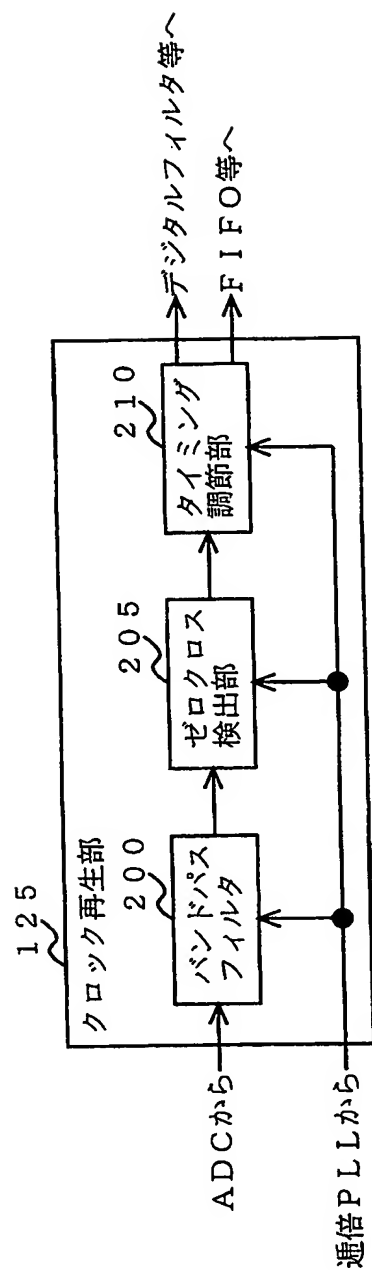 125
クロック再生部
ADCから
200
バンドパス
フィルタ
205
ゼロクロス
検出部
210
タイミング
調節部
デジタルフィルタ等へ
FIFO等へ
逓倍PLLから